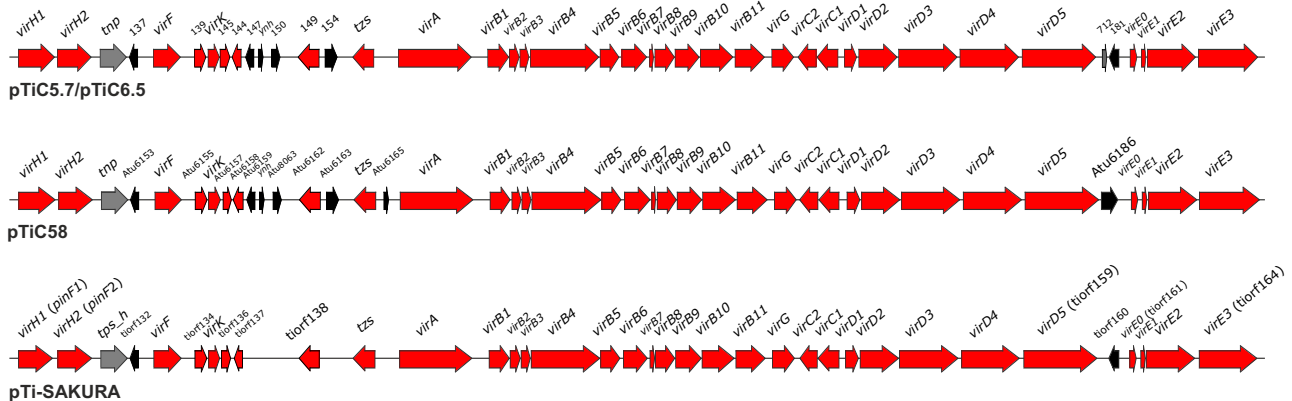 virH1 virH2 tnp 137 virF 139 virK 145 144 147 ynh 150 149 154 tzs virA virB1 virB2 virB3 virB4 virB5 virB6 virB7 virB8 virB9 virB10 virB11 virG virC2 virC1 virD1 virD2 virD3 virD4 virD5 712 181 virE0 virE1 virE2 virE3
pTiC5.7/pTiC6.5
virH1 virH2 tnp Atu6153 virF Atu6155 virK Atu6157 Atu6158 Atu6159 ynh Atu8063 Atu6162 Atu6163 tzs Atu6165 virA virB1 virB2 virB3 virB4 virB5 virB6 virB7 virB8 virB9 virB10 virB11 virG virC2 virC1 virD1 virD2 virD3 virD4 virD5 Atu6186 virE0 virE1 virE2 virE3
pTiC58
virH1 (pinF1) virH2 (pinF2) tps_h tiorf132 virF tiorf134 virK tiorf136 tiorf137 tiorf138 tzs virA virB1 virB2 virB3 virB4 virB5 virB6 virB7 virB8 virB9 virB10 virB11 virG virC2 virC1 virD1 virD2 virD3 virD4 virD5 (tiorf159) tiorf160 virE0 (tiorf161) virE1 virE2 virE3 (tiorf164)
pTi-SAKURA